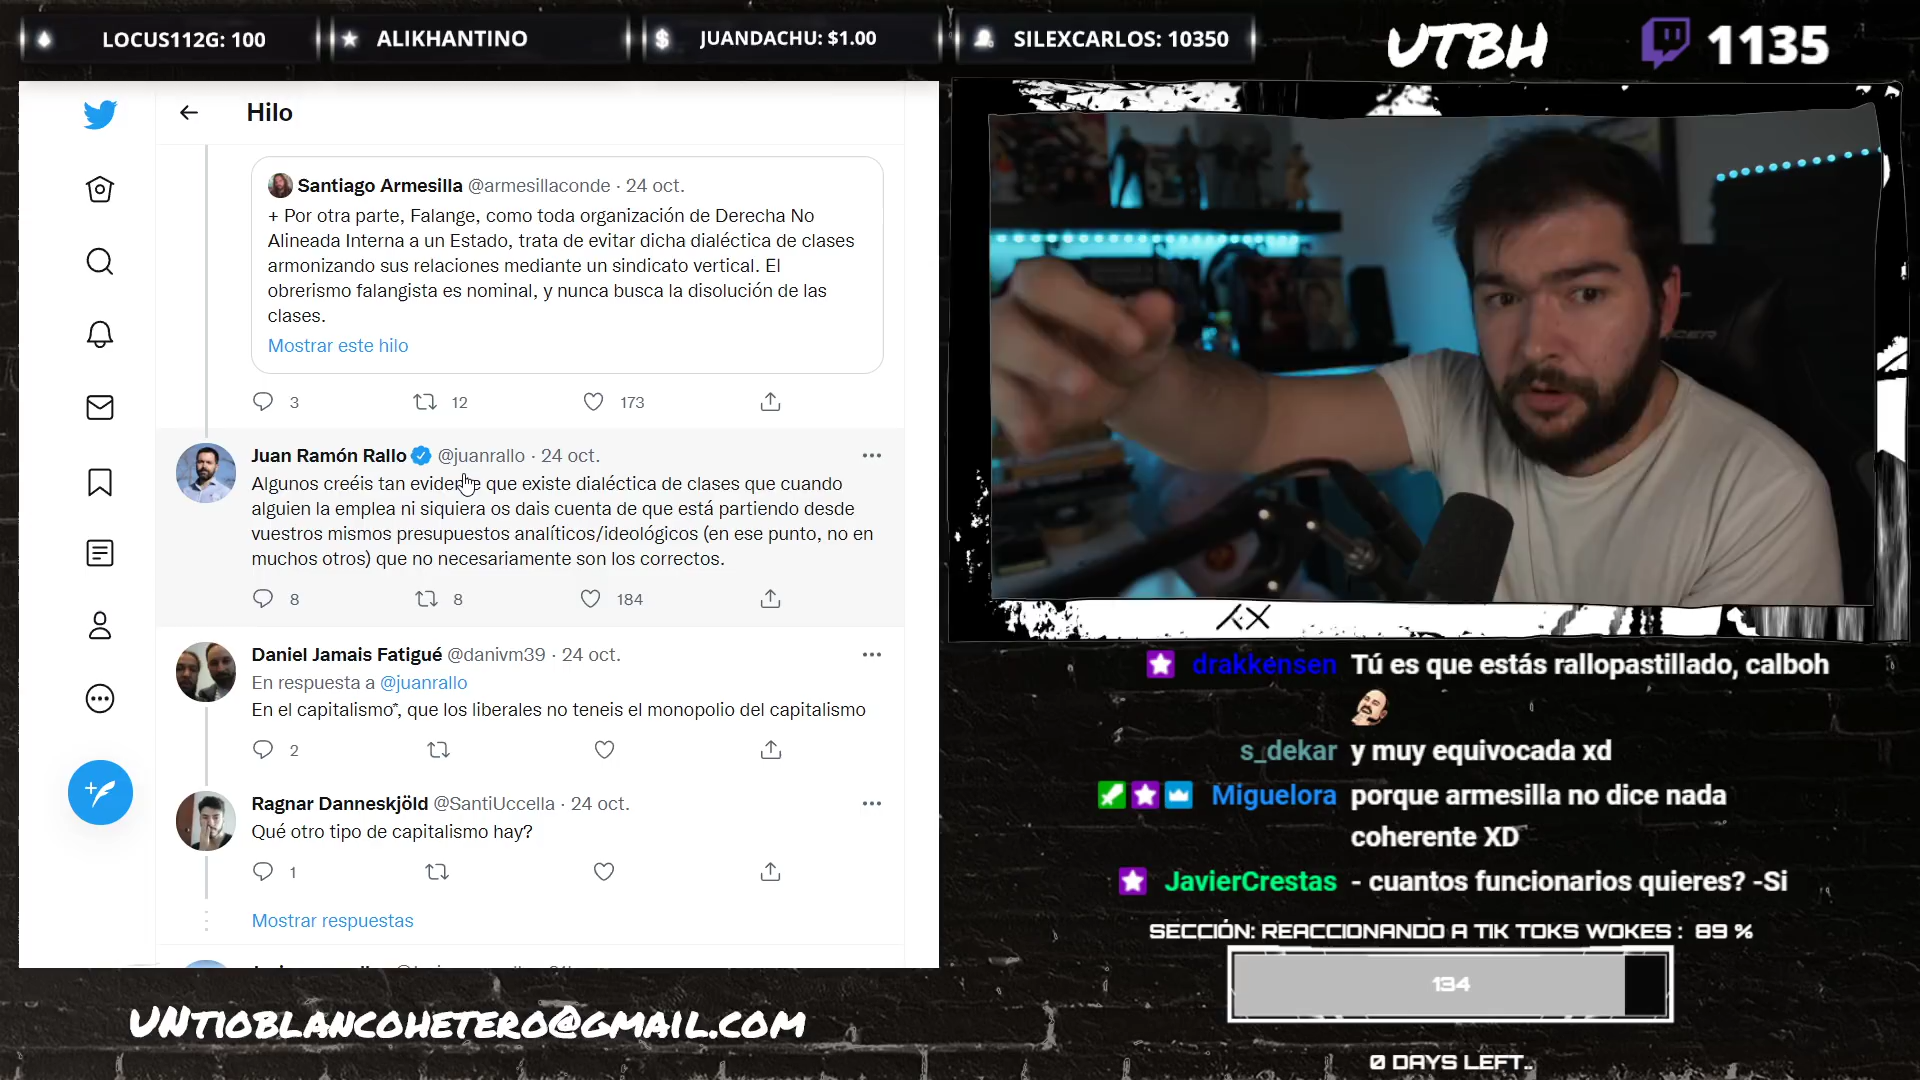 LOCUS112G: 100
ALIKHANTINO
JUANDACHU: $1.00
SILEXCARLOS: 10350
UTBH
1135
Hilo
Santiago Armesilla @armesillaconde · 24 oct.
+ Por otra parte, Falange, como toda organización de Derecha No
Alineada Interna a un Estado, trata de evitar dicha dialéctica de clases
armonizando sus relaciones mediante un sindicato vertical. El
obrerismo falangista es nominal, y nunca busca la disolución de las
clases.
Mostrar este hilo
3 12 173
Juan Ramón Rallo @juanrallo · 24 oct.
Algunos creéis tan evidente que existe dialéctica de clases que cuando
alguien la emplea ni siquiera os dais cuenta de que está partiendo desde
vuestros mismos presupuestos analíticos/ideológicos (en ese punto, no en
muchos otros) que no necesariamente son los correctos.
8 8 184
Daniel Jamais Fatigué @danivm39 · 24 oct.
En respuesta a @juanrallo
En el capitalismo*, que los liberales no teneis el monopolio del capitalismo
2
Ragnar Danneskjöld @SantiUccella · 24 oct.
Qué otro tipo de capitalismo hay?
1
Mostrar respuestas
drakkensen Tú es que estás rallopastillado, calboh
s_dekar y muy equivocada xd
Miguelora porque armesilla no dice nada
coherente XD
JavierCrestas - cuantos funcionarios quieres? -Si
SECCIÓN: REACCIONANDO A TIK TOKS WOKES : 89 %
134
0 DAYS LEFT..
UNTIOBLANCOHETERO@GMAIL.COM